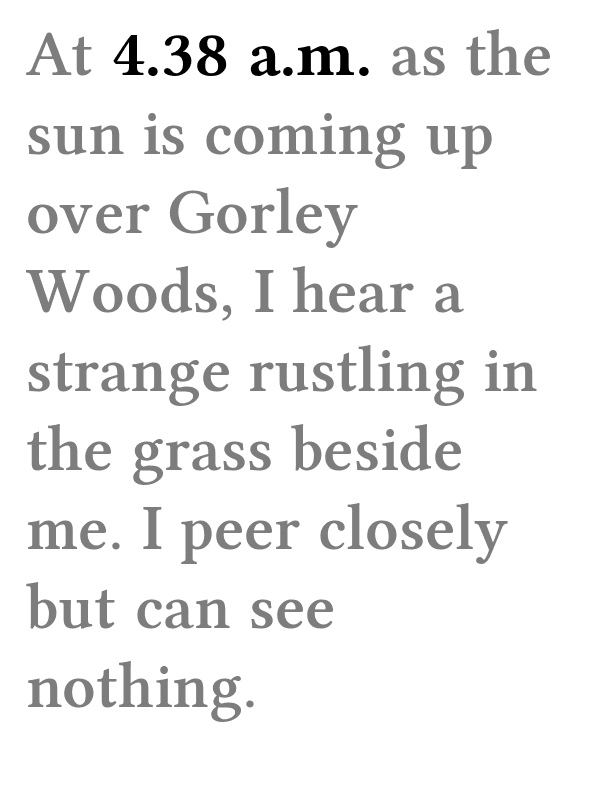 At 4.38 a.m. as the
sun is coming up
over Gorley
Woods, I hear a
strange rustling in
the grass beside
me. I peer closely
but can see
nothing.